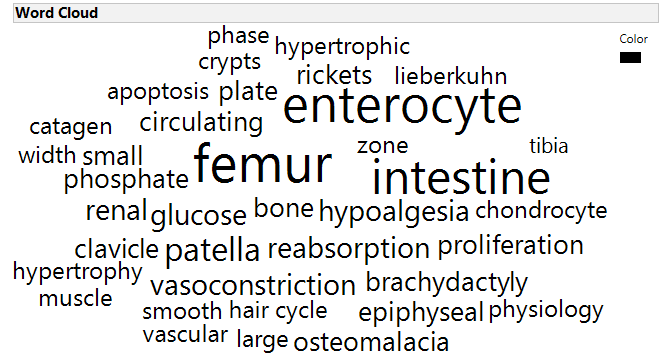 Word Cloud
Color
phase
hypertrophic
crypts
rickets
lieberkuhn
apoptosis
plate
enterocyte
catagen
circulating
zone
tibia
width
small
femur
intestine
phosphate
renal
glucose
bone
hypoalgesia
chondrocyte
clavicle
patella
reabsorption
proliferation
hypertrophy
vasoconstriction
brachydactyly
muscle
smooth
hair cycle
epiphyseal
physiology
vascular
large
osteomalacia